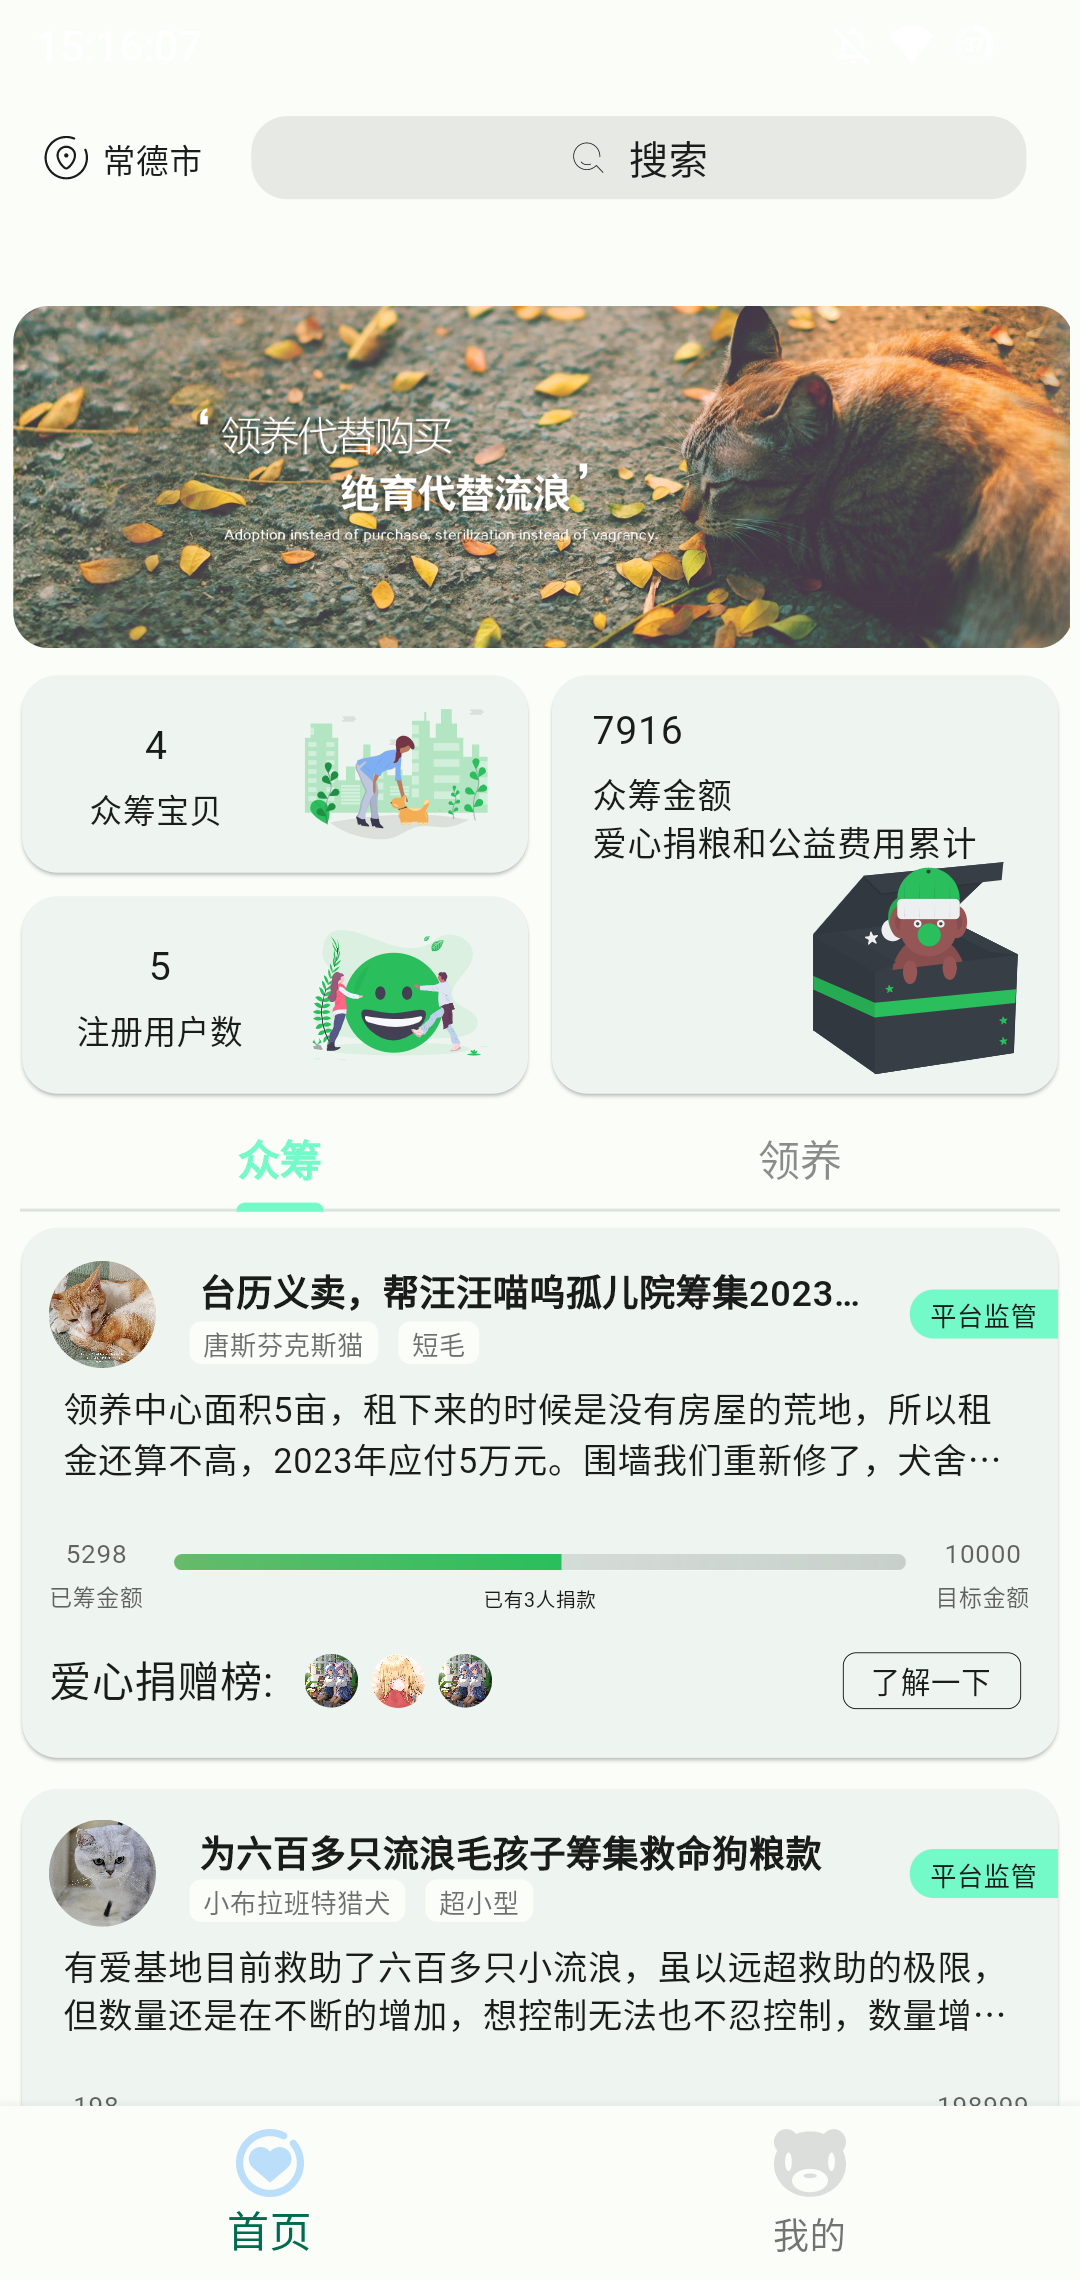 15:16:07
常德市
搜索
‘领养代替购买
绝育代替流浪’
Adoption instead of purchase, sterilization instead of vagrancy.
4
众筹宝贝
7916
众筹金额
爱心捐粮和公益费用累计
5
注册用户数
众筹
领养
台历义卖，帮汪汪喵呜孤儿院筹集2023...
平台监管
唐斯芬克斯猫
短毛
领养中心面积5亩，租下来的时候是没有房屋的荒地，所以租
金还算不高，2023年应付5万元。围墙我们重新修了，犬舍…
5298
10000
已筹金额
已有3人捐款
目标金额
爱心捐赠榜:
了解一下
为六百多只流浪毛孩子筹集救命狗粮款
平台监管
小布拉班特猎犬
超小型
有爱基地目前救助了六百多只小流浪，虽以远超救助的极限，
但数量还是在不断的增加，想控制无法也不忍控制，数量增…
198
198999
首页
我的